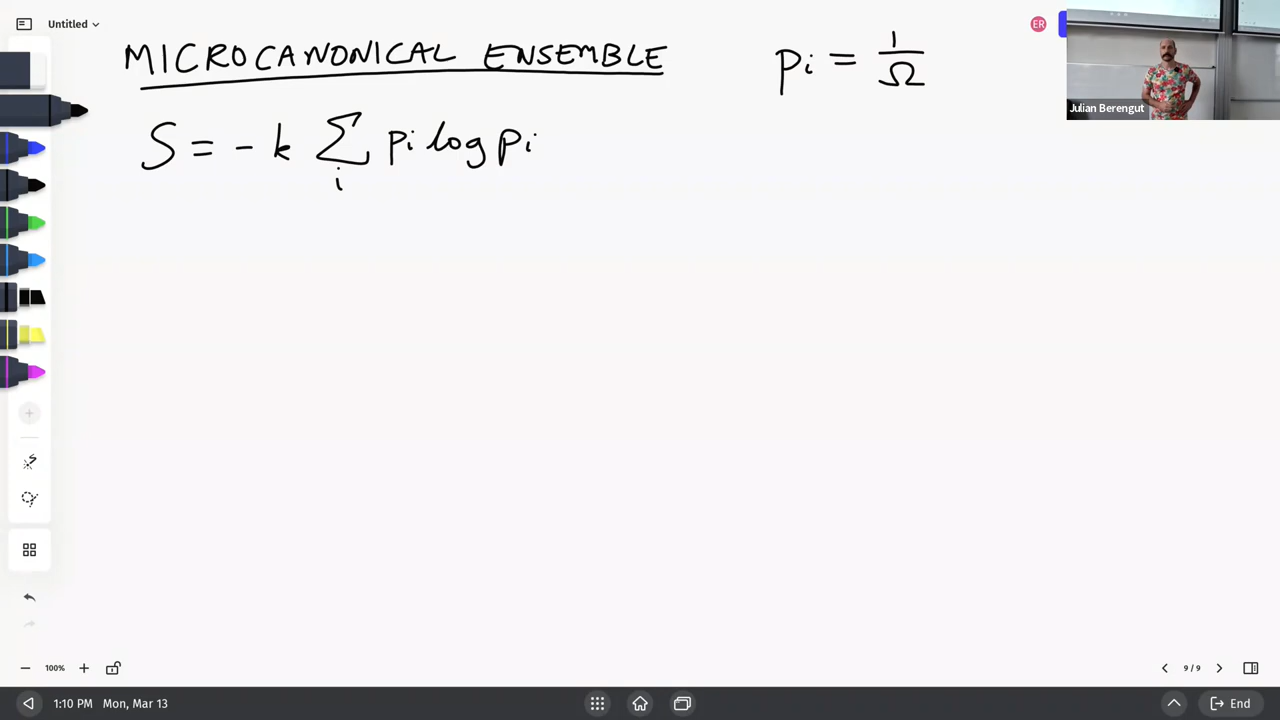 Untitled
ER
MICROCANONICAL ENSEMBLE
pi = 1/Ω
Julian Berengut
S = - k ∑ pi log pi
i
100%
9 / 9
1:10 PM Mon, Mar 13
End